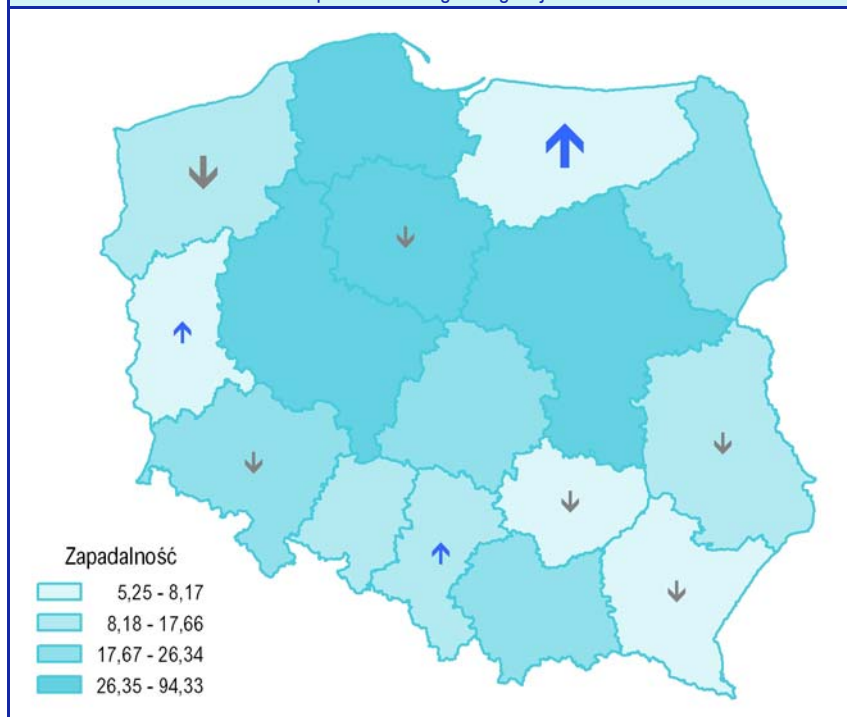 Zapadalność
5,25 - 8,17
8,18 - 17,66
17,67 - 26,34
26,35 - 94,33